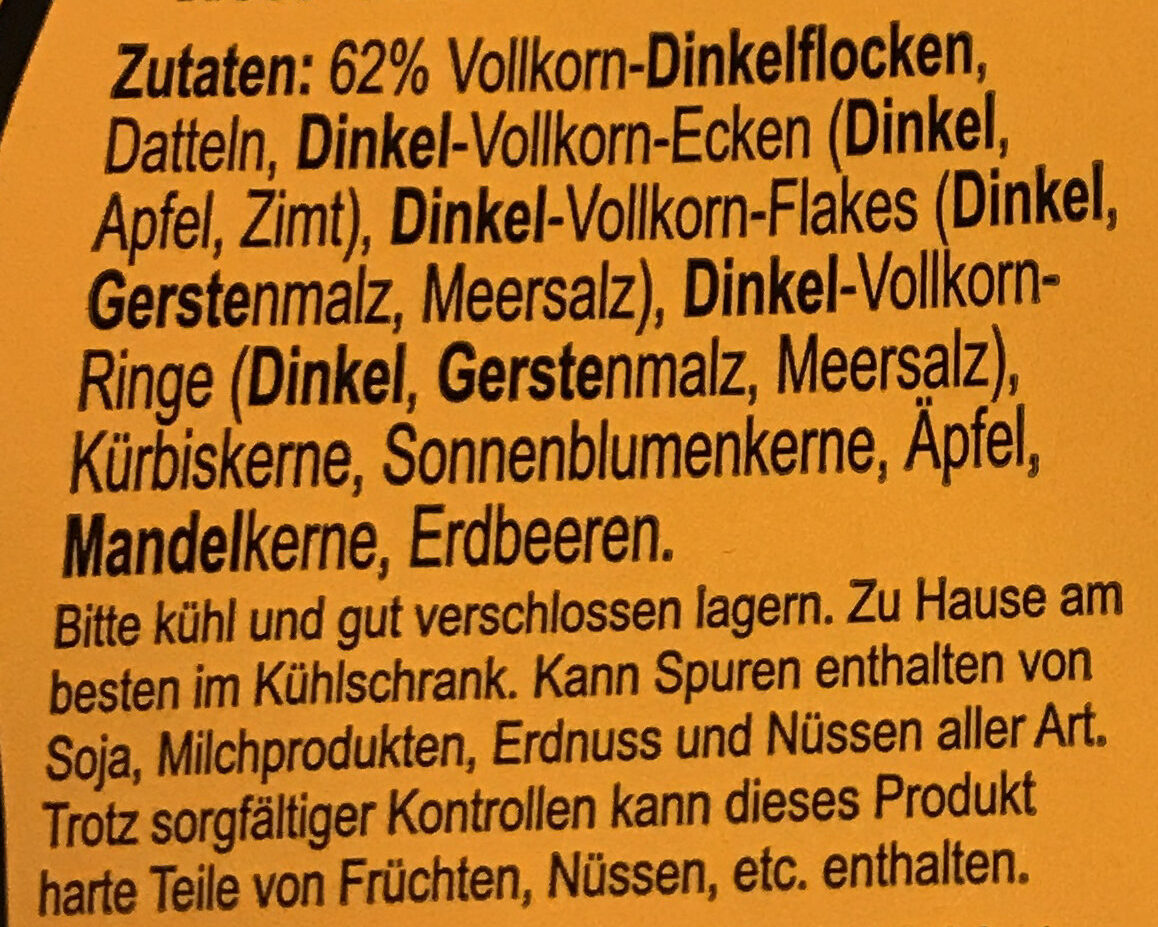 Zutaten: 62% Vollkorn-Dinkelflocken,
Datteln, Dinkel-Vollkorn-Ecken (Dinkel,
Apfel, Zimt), Dinkel-Vollkorn-Flakes (Dinkel,
Gerstenmalz, Meersalz), Dinkel-Vollkorn-
Ringe (Dinkel, Gerstenmalz, Meersalz),
Kürbiskerne, Sonnenblumenkerne, Äpfel,
Mandelkerne, Erdbeeren.
Bitte kühl und gut verschlossen lagern. Zu Hause am
besten im Kühlschrank. Kann Spuren enthalten von
Soja, Milchprodukten, Erdnuss und Nüssen aller Art.
Trotz sorgfältiger Kontrollen kann dieses Produkt
harte Teile von Früchten, Nüssen, etc. enthalten.